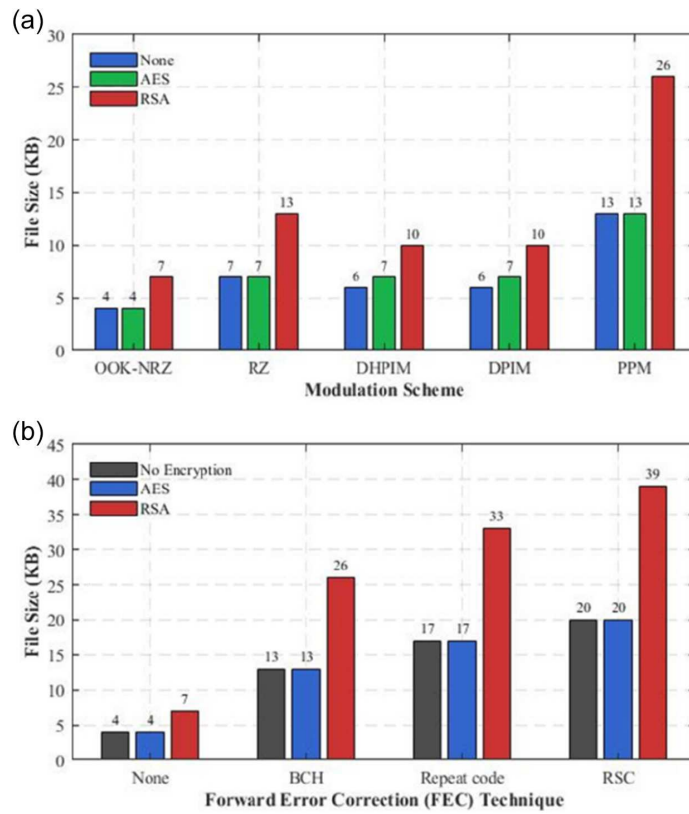 (a)
30
25
20
15
10
5
0
File Size (KB)
None
AES
RSA
4 4 7
7 7 13
6 7 10
6 7 10
13 13 26
OOK-NRZ RZ DHPIM DPIM PPM
Modulation Scheme
(b)
45
40
35
30
25
20
15
10
5
0
File Size (KB)
No Encryption
AES
RSA
4 4 7
13 13 26
17 17 33
20 20 39
None BCH Repeat code RSC
Forward Error Correction (FEC) Technique